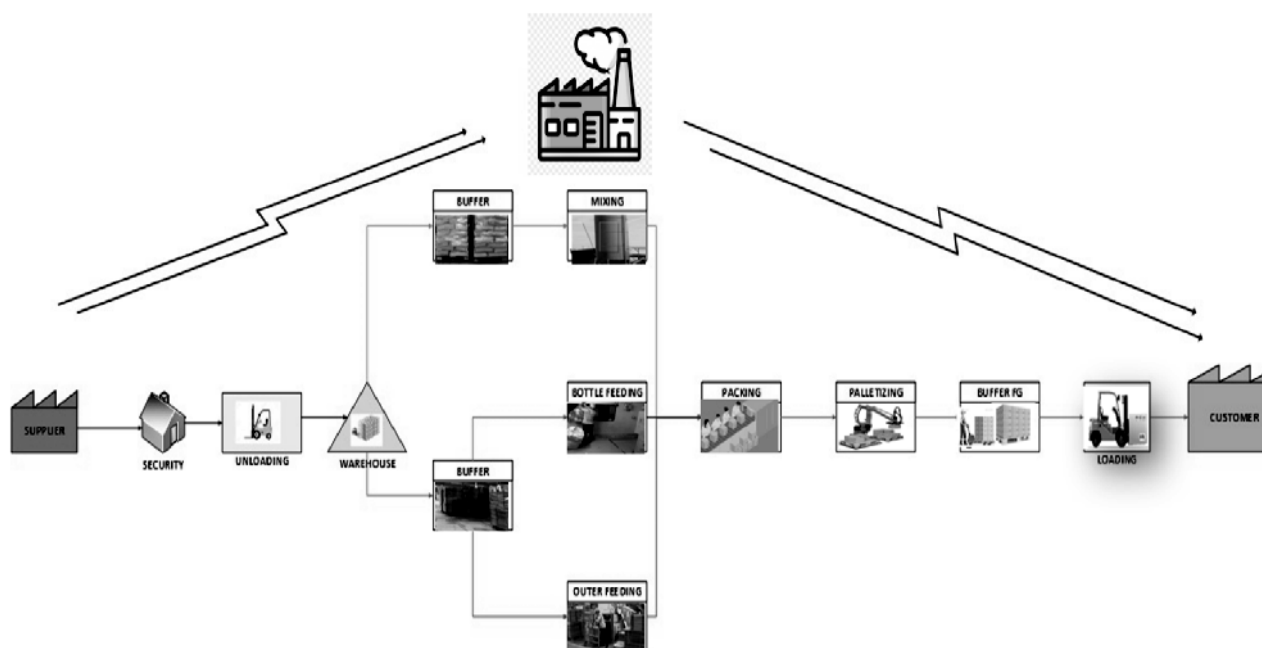 BUFFER
MIXING
SUPPLIER
SECURITY
UNLOADING
WAREHOUSE
BUFFER
BOTTLE FEEDING
OUTER FEEDING
PACKING
PALLETIZING
BUFFER FG
LOADING
CUSTOMER